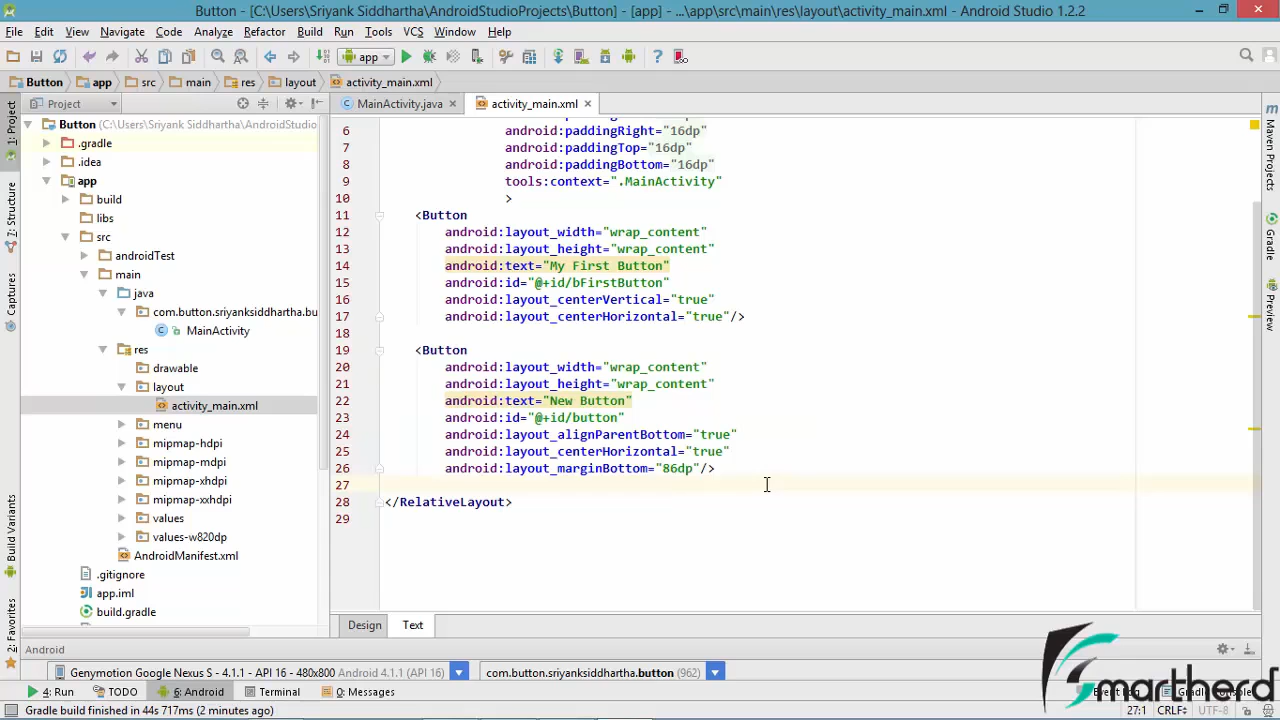 Button - [C:\Users\Sriyank Siddhartha\AndroidStudioProjects\Button] - [app] - ...\app\src\main\res\layout\activity_main.xml - Android Studio 1.2.2
File Edit View Navigate Code Analyze Refactor Build Run Tools VCS Window Help
app
Button app src main res layout activity_main.xml
Project
MainActivity.java
activity_main.xml
1: Project
Z: Structure
Captures
Build Variants
2: Favorites
Button (C:\Users\Sriyank Siddhartha\AndroidStudio
.gradle
.idea
app
build
libs
src
androidTest
main
java
com.button.sriyanksiddhartha.bu
MainActivity
res
drawable
layout
activity_main.xml
menu
mipmap-hdpi
mipmap-mdpi
mipmap-xhdpi
mipmap-xxhdpi
values
values-w820dp
AndroidManifest.xml
.gitignore
app.iml
build.gradle
6 android:paddingRight="16dp"
7 android:paddingTop="16dp"
8 android:paddingBottom="16dp"
9 tools:context=".MainActivity"
10 >
11 <Button
12 android:layout_width="wrap_content"
13 android:layout_height="wrap_content"
14 android:text="My First Button"
15 android:id="@+id/bFirstButton"
16 android:layout_centerVertical="true"
17 android:layout_centerHorizontal="true"/>
18
19 <Button
20 android:layout_width="wrap_content"
21 android:layout_height="wrap_content"
22 android:text="New Button"
23 android:id="@+id/button"
24 android:layout_alignParentBottom="true"
25 android:layout_centerHorizontal="true"
26 android:layout_marginBottom="86dp"/>
27
28 </RelativeLayout>
29
Maven Projects
Gradle
Preview
Design Text
Android
Genymotion Google Nexus S - 4.1.1 - API 16 - 480x800 Android 4.1.1 (API 16)
com.button.sriyanksiddhartha.button (962)
4: Run TODO 6: Android Terminal 0: Messages
smartherd
Gradle build finished in 44s 717ms (2 minutes ago)
27:1 CRLF UTF-8